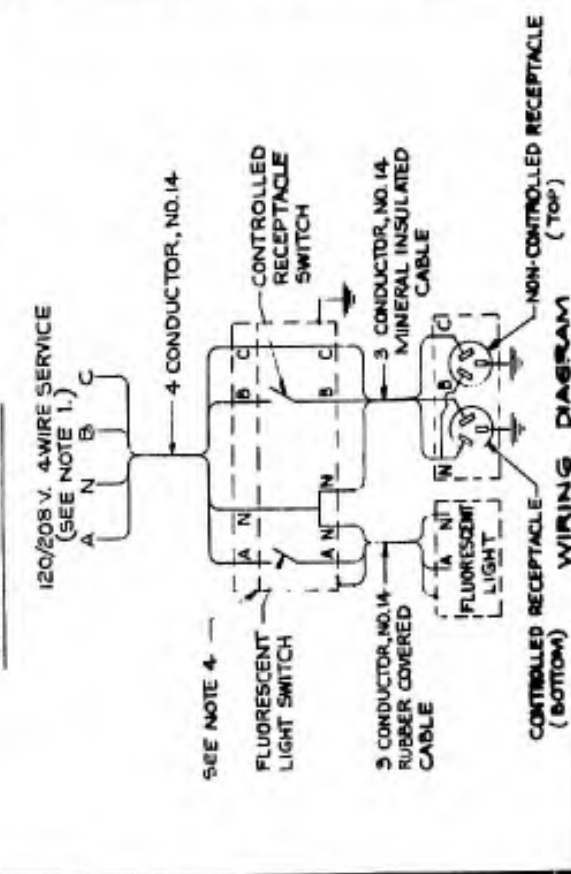 120/208 V. 4 WIRE SERVICE
(SEE NOTE 1.)
A N B C
4 CONDUCTOR, NO. 14
SEE NOTE 4
FLUORESCENT
LIGHT SWITCH
CONTROLLED
RECEPTACLE
SWITCH
A N B C
A N N B C
3 CONDUCTOR, NO. 14
RUBBER COVERED
CABLE
3 CONDUCTOR, NO. 14
MINERAL INSULATED
CABLE
A N
FLUORESCENT
LIGHT
N B C
CONTROLLED RECEPTACLE
(BOTTOM)
NON-CONTROLLED RECEPTACLE
(TOP)
WIRING DIAGRAM